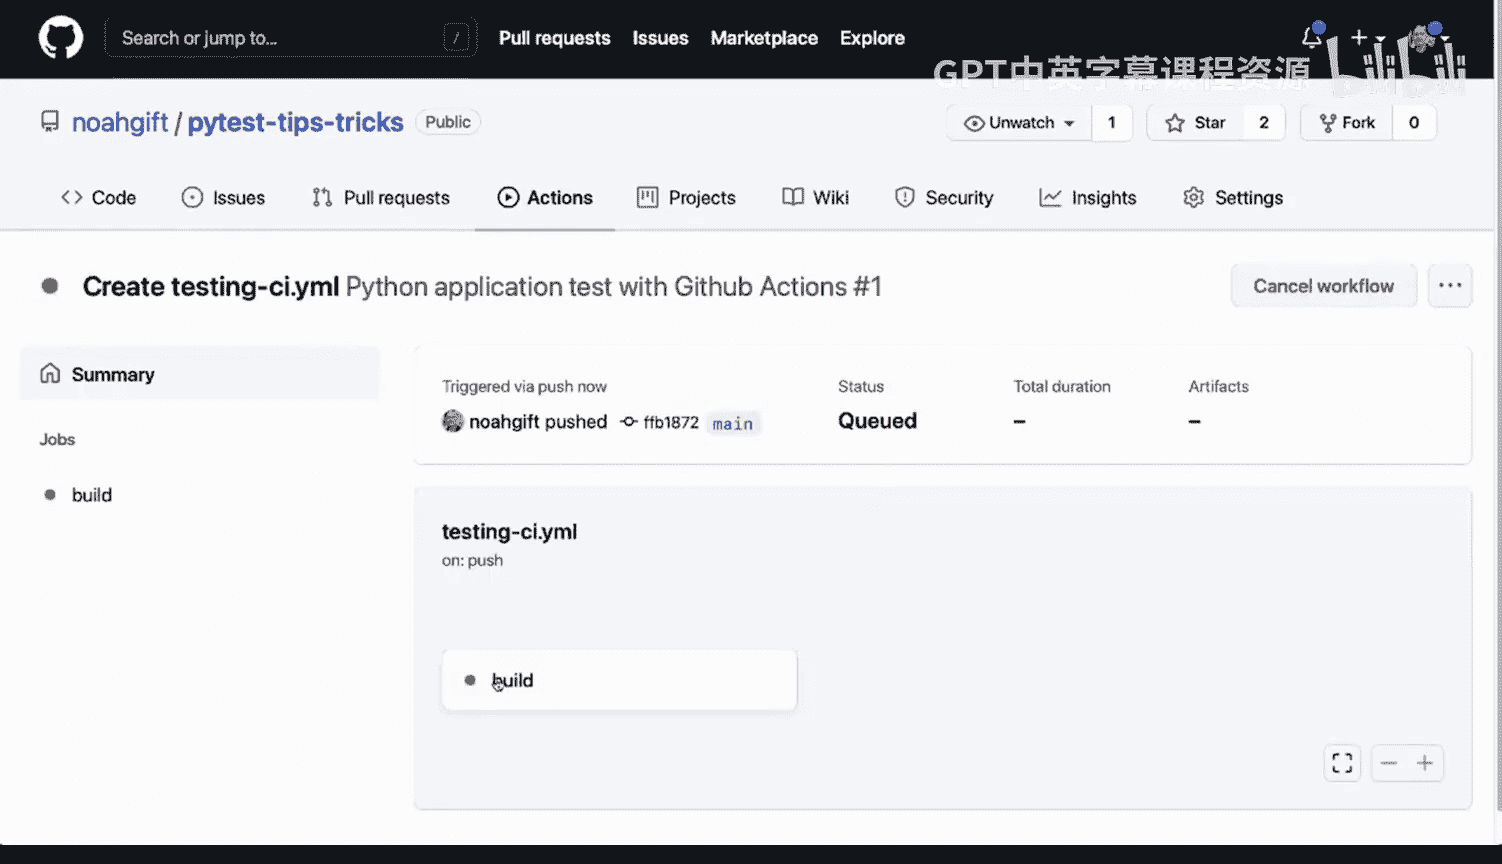 Search or jump to... /
Pull requests Issues Marketplace Explore
GPT中英字幕课程资源 bilibili
noahgift / pytest-tips-tricks Public
Unwatch 1 Star 2 Fork 0
Code Issues Pull requests Actions Projects Wiki Security Insights Settings
Create testing-ci.yml Python application test with Github Actions #1
Cancel workflow ...
Summary
Jobs
build
Triggered via push now Status Total duration Artifacts
noahgift pushed ffb1872 main Queued – –
testing-ci.yml
on: push
build